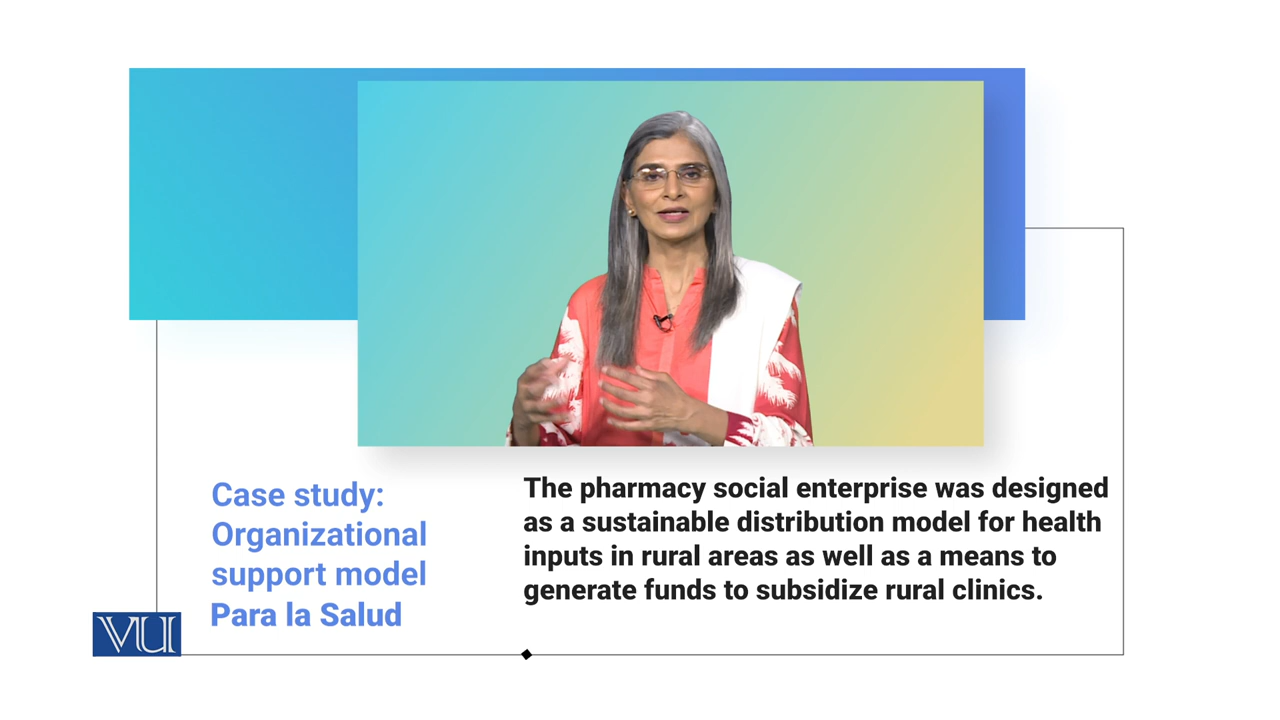 Case study:
Organizational
support model
Para la Salud
The pharmacy social enterprise was designed
as a sustainable distribution model for health
inputs in rural areas as well as a means to
generate funds to subsidize rural clinics.
VU